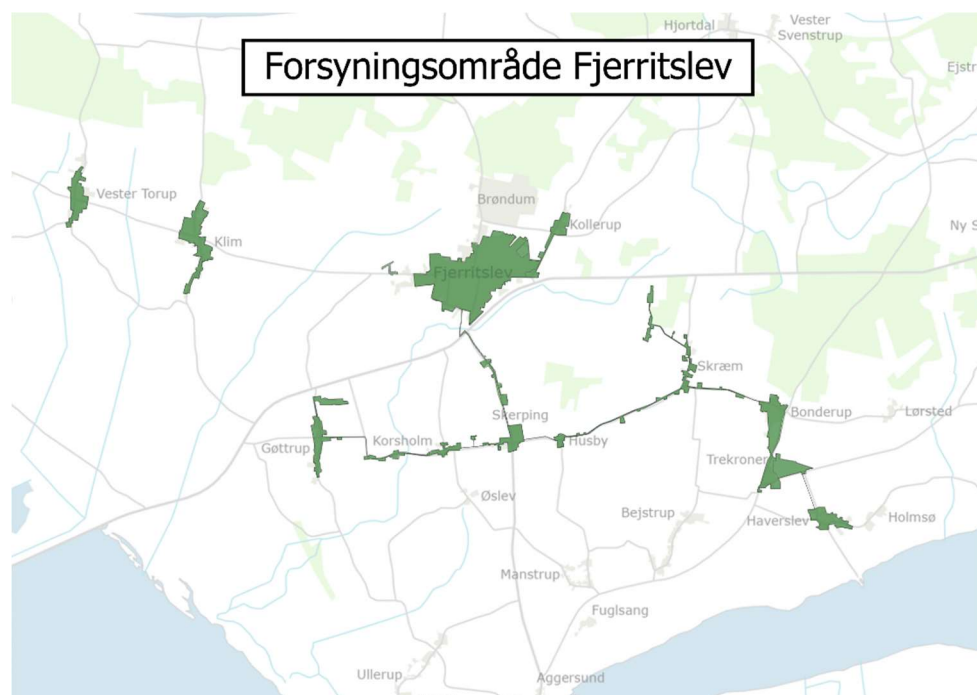 Hjortdal
Vester
Svenstrup
Forsyningsområde Fjerritslev
Ejstr
Vester Torup
Brøndum
Kollerup
Klim
Ny S
Fjerritslev
Skræm
Skerping
Bonderup
Lørsted
Gøttrup
Korsholm
Husby
Trekroner
Øslev
Bejstrup
Haverslev
Holmsø
Manstrup
Fuglsang
Ullerup
Aggersund